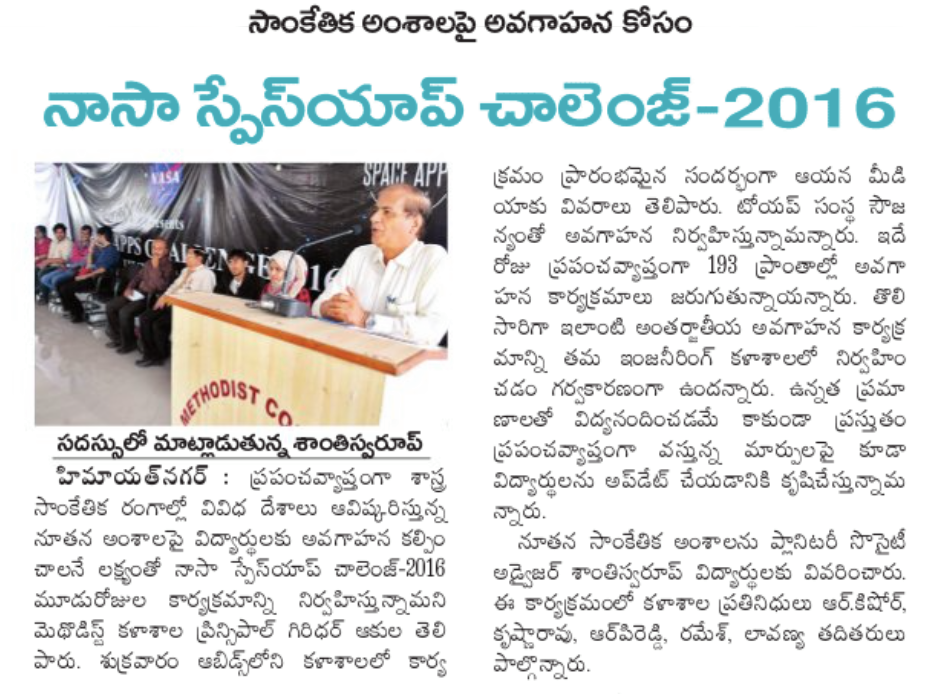 సాంకేతిక అంశాలపై అవగాహన కోసం
నాసా స్పేస్‌యాప్ చాలెంజ్-2016
NASA
SPACE APP
APPS CHALLENGE 2016
METHODIST CO
సదస్సులో మాట్లాడుతున్న శాంతిస్వరూప్
హిమాయత్‌నగర్ : ప్రపంచవ్యాప్తంగా శాస్త్ర
సాంకేతిక రంగాల్లో వివిధ దేశాలు ఆవిష్కరిస్తున్న
నూతన అంశాలపై విద్యార్థులకు అవగాహన కల్పిం
చాలనే లక్ష్యంతో నాసా స్పేస్‌యాప్ చాలెంజ్-2016
మూడురోజుల కార్యక్రమాన్ని నిర్వహిస్తున్నామని
మెథొడిస్ట్ కళాశాల ప్రిన్సిపాల్ గిరిధర్ ఆకుల తెలి
పారు. శుక్రవారం ఆబిడ్స్‌లోని కళాశాలలో కార్య
క్రమం ప్రారంభమైన సందర్భంగా ఆయన మీడి
యాకు వివరాలు తెలిపారు. టోయప్ సంస్థ సౌజ
న్యంతో అవగాహన నిర్వహిస్తున్నామన్నారు. ఇదే
రోజు ప్రపంచవ్యాప్తంగా 193 ప్రాంతాల్లో అవగా
హన కార్యక్రమాలు జరుగుతున్నాయన్నారు. తొలి
సారిగా ఇలాంటి అంతర్జాతీయ అవగాహన కార్యక్ర
మాన్ని తమ ఇంజనీరింగ్ కళాశాలలో నిర్వహిం
చడం గర్వకారణంగా ఉందన్నారు. ఉన్నత ప్రమా
ణాలతో విద్యనందించడమే కాకుండా ప్రస్తుతం
ప్రపంచవ్యాప్తంగా వస్తున్న మార్పులపై కూడా
విద్యార్థులను అప్‌డేట్ చేయడానికి కృషిచేస్తున్నామ
న్నారు.
నూతన సాంకేతిక అంశాలను ప్లానిటరీ సొసైటీ
అడ్వైజర్ శాంతిస్వరూప్ విద్యార్థులకు వివరించారు.
ఈ కార్యక్రమంలో కళాశాల ప్రతినిధులు ఆర్.కిషోర్,
కృష్ణారావు, ఆర్‌పిరెడ్డి, రమేశ్, లావణ్య తదితరులు
పాల్గొన్నారు.